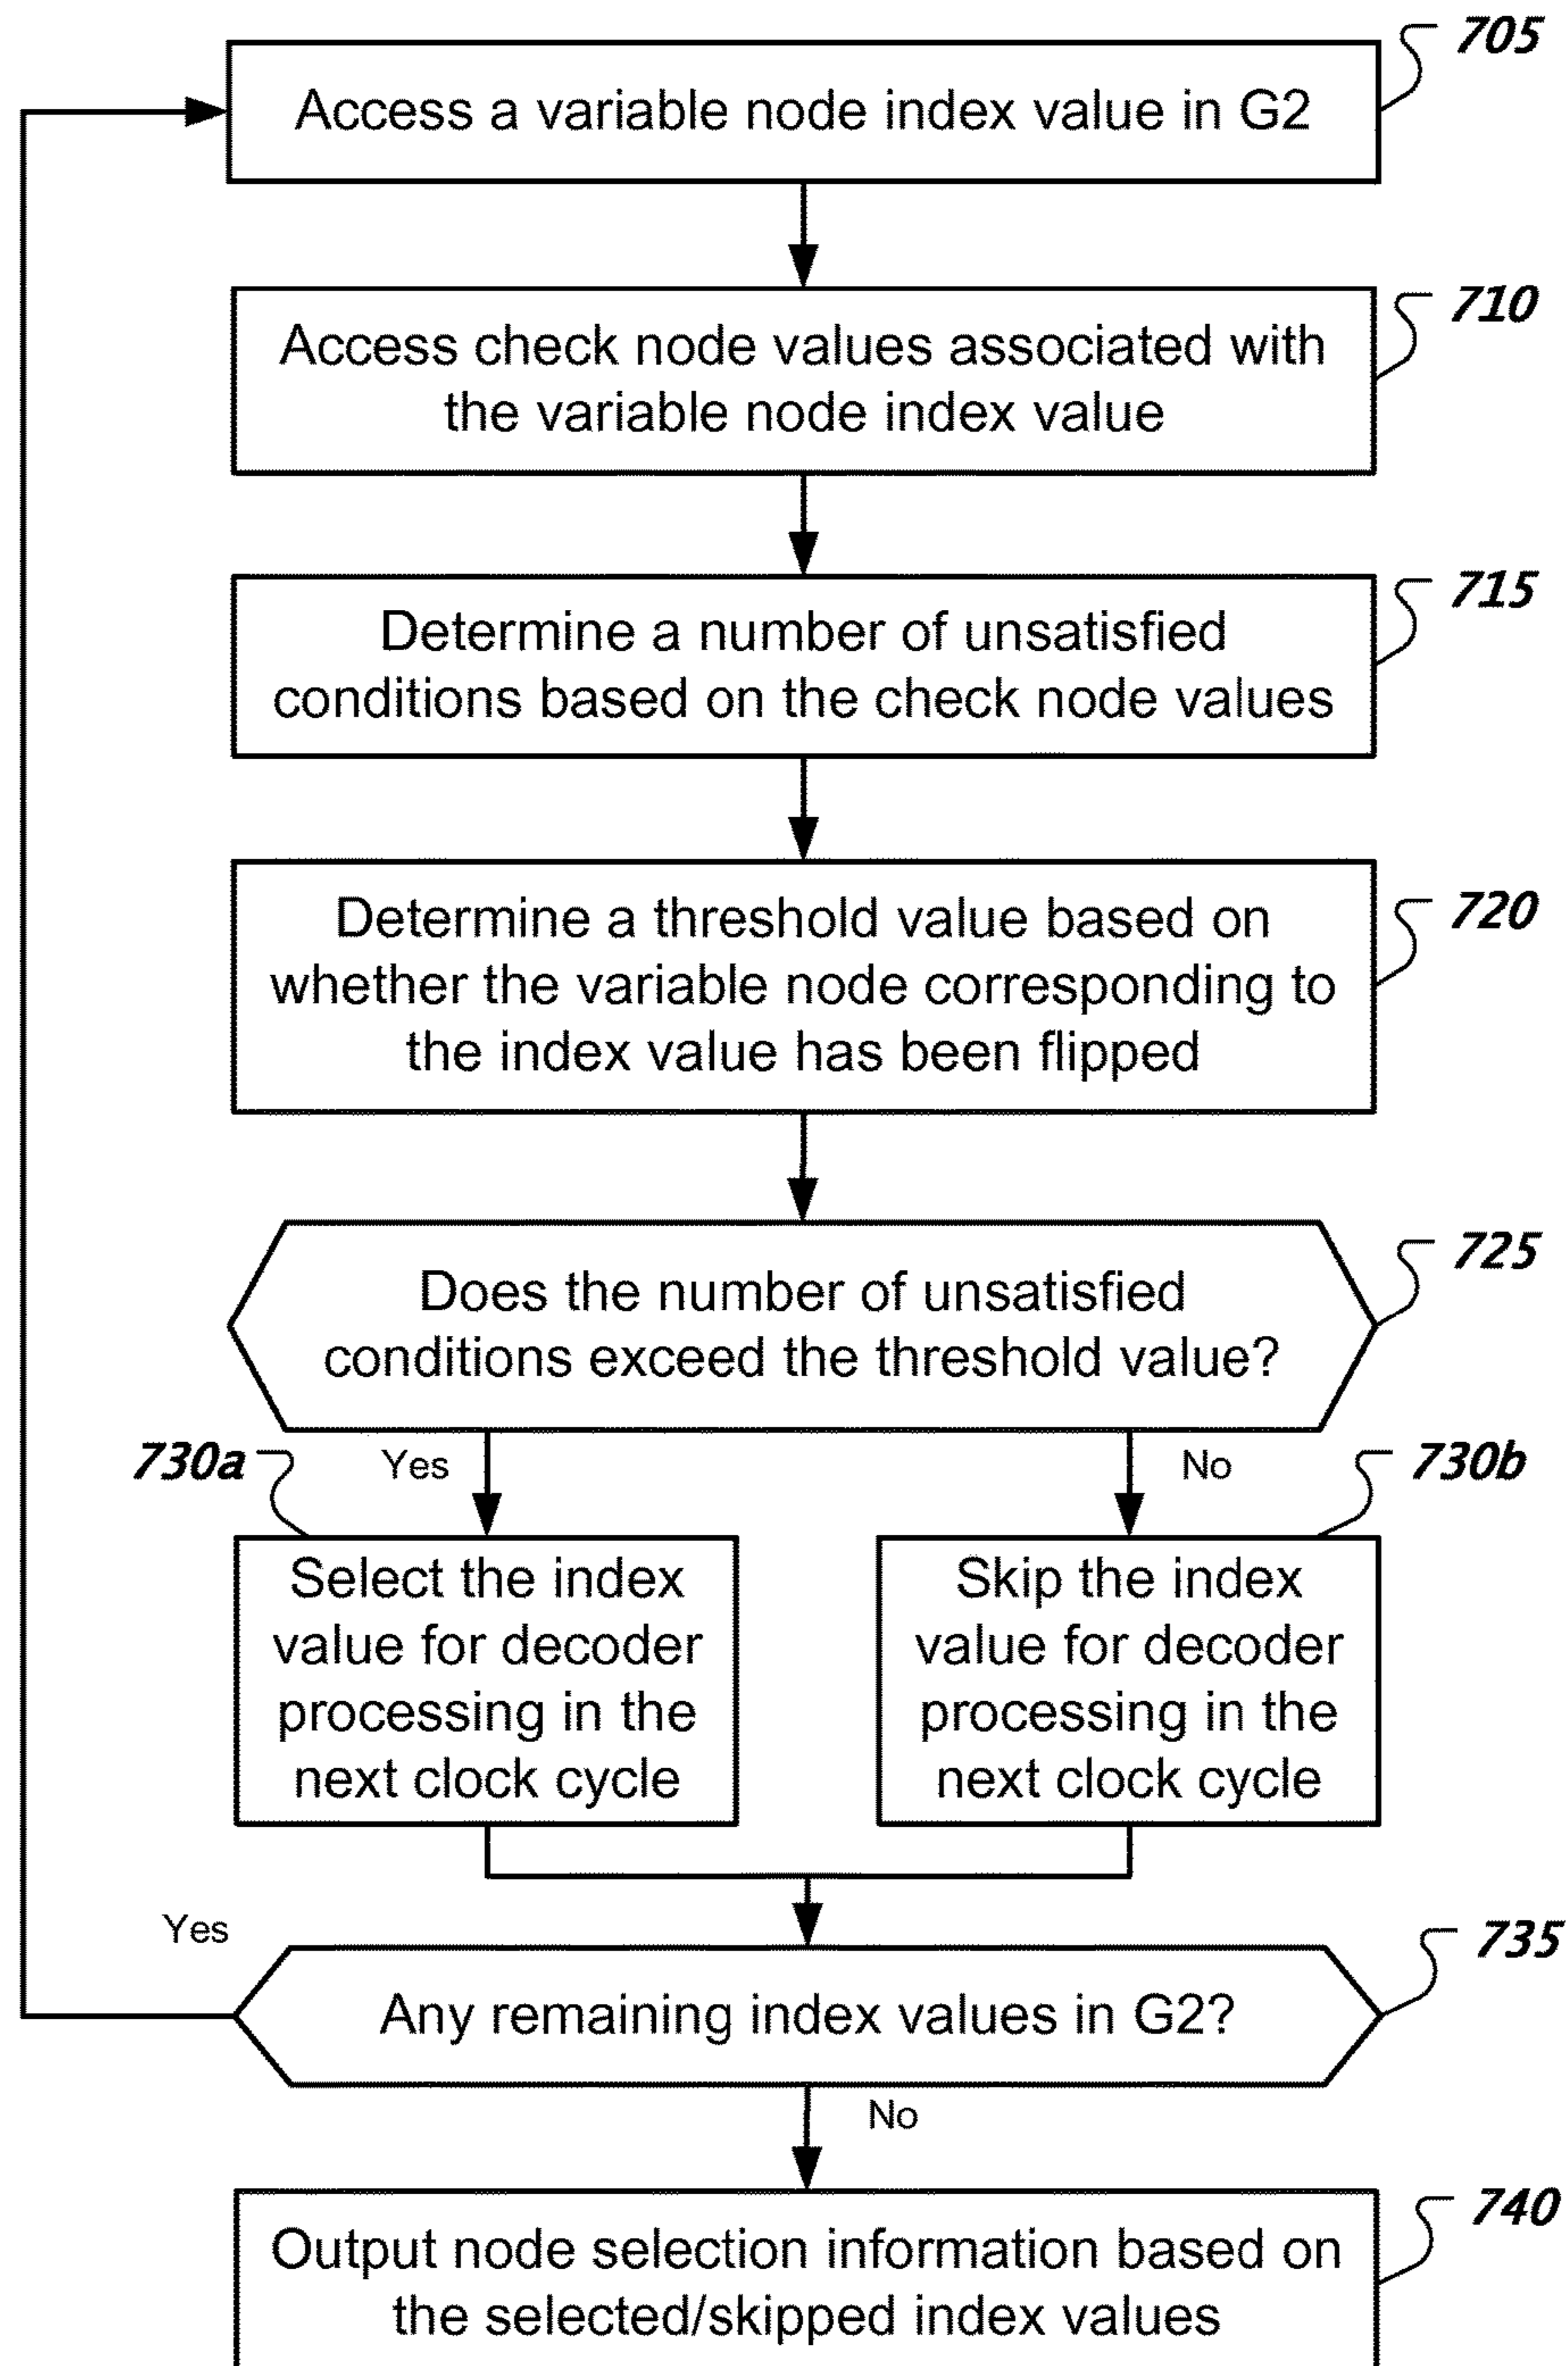 705
Access a variable node index value in G2
710
Access check node values associated with
the variable node index value
715
Determine a number of unsatisfied
conditions based on the check node values
720
Determine a threshold value based on
whether the variable node corresponding to
the index value has been flipped
725
Does the number of unsatisfied
conditions exceed the threshold value?
730a
Yes
No
730b
Select the index
value for decoder
processing in the
next clock cycle
Skip the index
value for decoder
processing in the
next clock cycle
Yes
735
Any remaining index values in G2?
No
740
Output node selection information based on
the selected/skipped index values